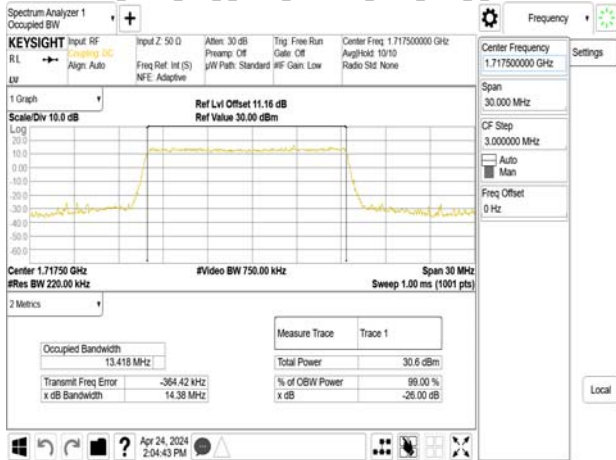 Spectrum Analyzer 1
Occupied BW
+
Frequency
KEYSIGHT
Input: RF
Coupling: DC
Align: Auto
RL
LW
Input Z: 50 Ω
Freq Ref: Int (S)
NFE: Adaptive
Atten: 30 dB
Preamp: Off
µW Path: Standard
Trig: Free Run
Gate: Off
#IF Gain: Low
Center Freq: 1.717500000 GHz
Avg|Hold: 10/10
Radio Std: None
Center Frequency
1.717500000 GHz
Settings
Span
30.000 MHz
CF Step
3.000000 MHz
Auto
Man
Freq Offset
0 Hz
Local
1 Graph
Scale/Div 10.0 dB
Ref Lvl Offset 11.16 dB
Ref Value 30.00 dBm
Log
20.0
10.0
0.00
-10.0
-20.0
-30.0
-40.0
-50.0
-60.0
Center 1.71750 GHz
#Video BW 750.00 kHz
Span 30 MHz
#Res BW 220.00 kHz
Sweep 1.00 ms (1001 pts)
2 Metrics
Measure Trace Trace 1
Occupied Bandwidth
13.418 MHz
Total Power 30.6 dBm
Transmit Freq Error -364.42 kHz
% of OBW Power 99.00 %
x dB Bandwidth 14.38 MHz
x dB -26.00 dB
?
Apr 24, 2024
2:04:43 PM